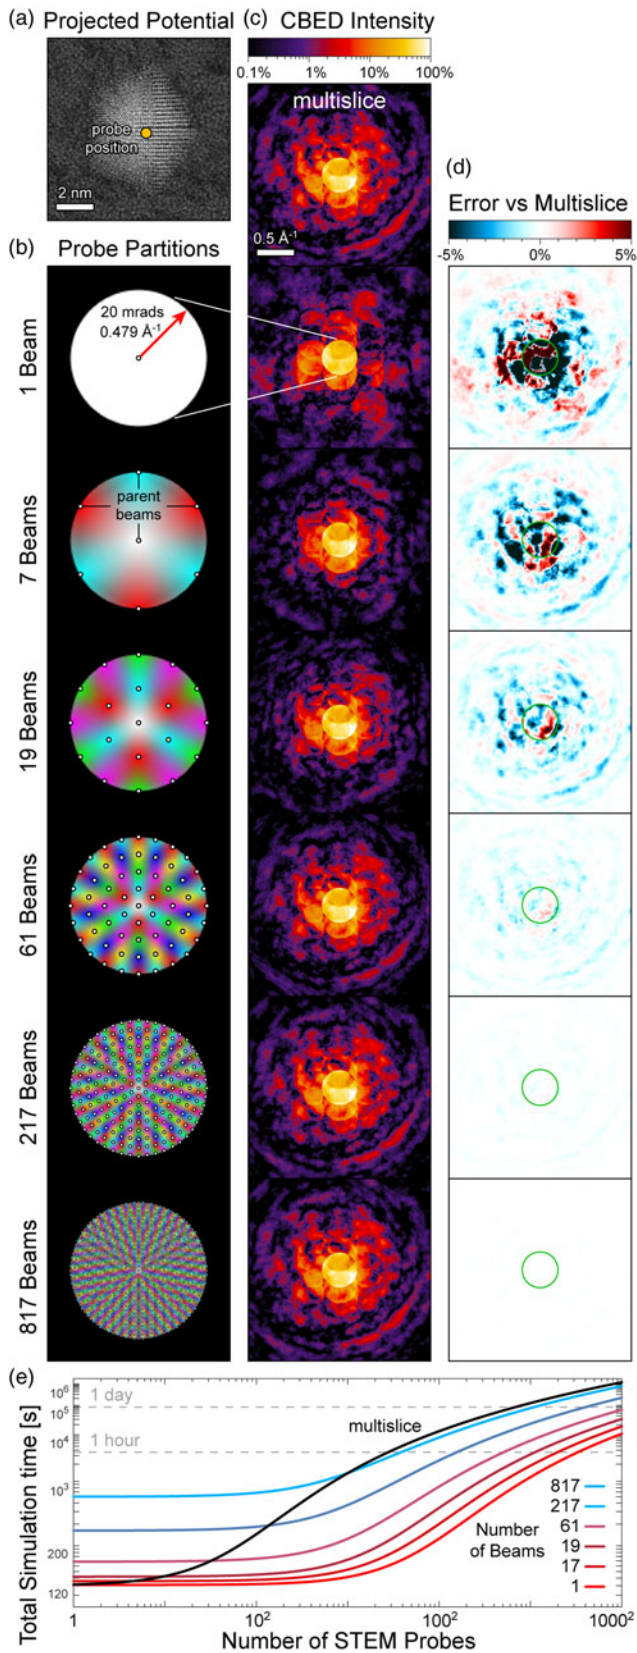 (a) Projected Potential
probe
position
2 nm
(c) CBED Intensity
0.1% 1% 10% 100%
multislice
0.5 Å-1
(d)
Error vs Multislice
-5% 0% 5%
(b) Probe Partitions
1 Beam
20 mrads
0.479 Å-1
7 Beams
parent
beams
19 Beams
61 Beams
217 Beams
817 Beams
(e)
Total Simulation time [s]
10⁶
10⁵
10⁴
10³
200
120
1 day
1 hour
multislice
Number
of Beams
817
217
61
19
17
1
1 10² 100² 1000²
Number of STEM Probes